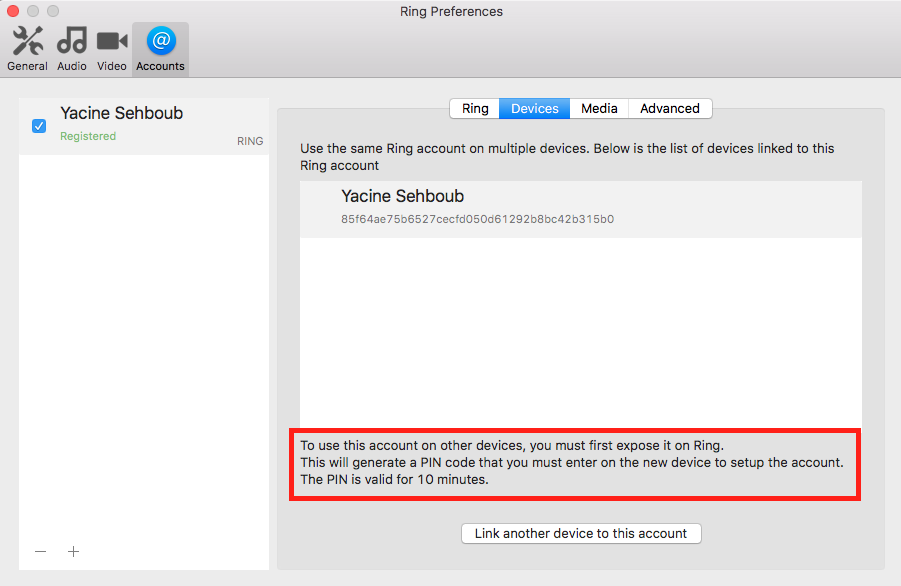 Ring Preferences
General Audio Video Accounts
Yacine Sehboub
Registered
RING
Ring Devices Media Advanced
Use the same Ring account on multiple devices. Below is the list of devices linked to this
Ring account
Yacine Sehboub
85f64ae75b6527cecfd050d61292b8bc42b315b0
To use this account on other devices, you must first expose it on Ring.
This will generate a PIN code that you must enter on the new device to setup the account.
The PIN is valid for 10 minutes.
Link another device to this account